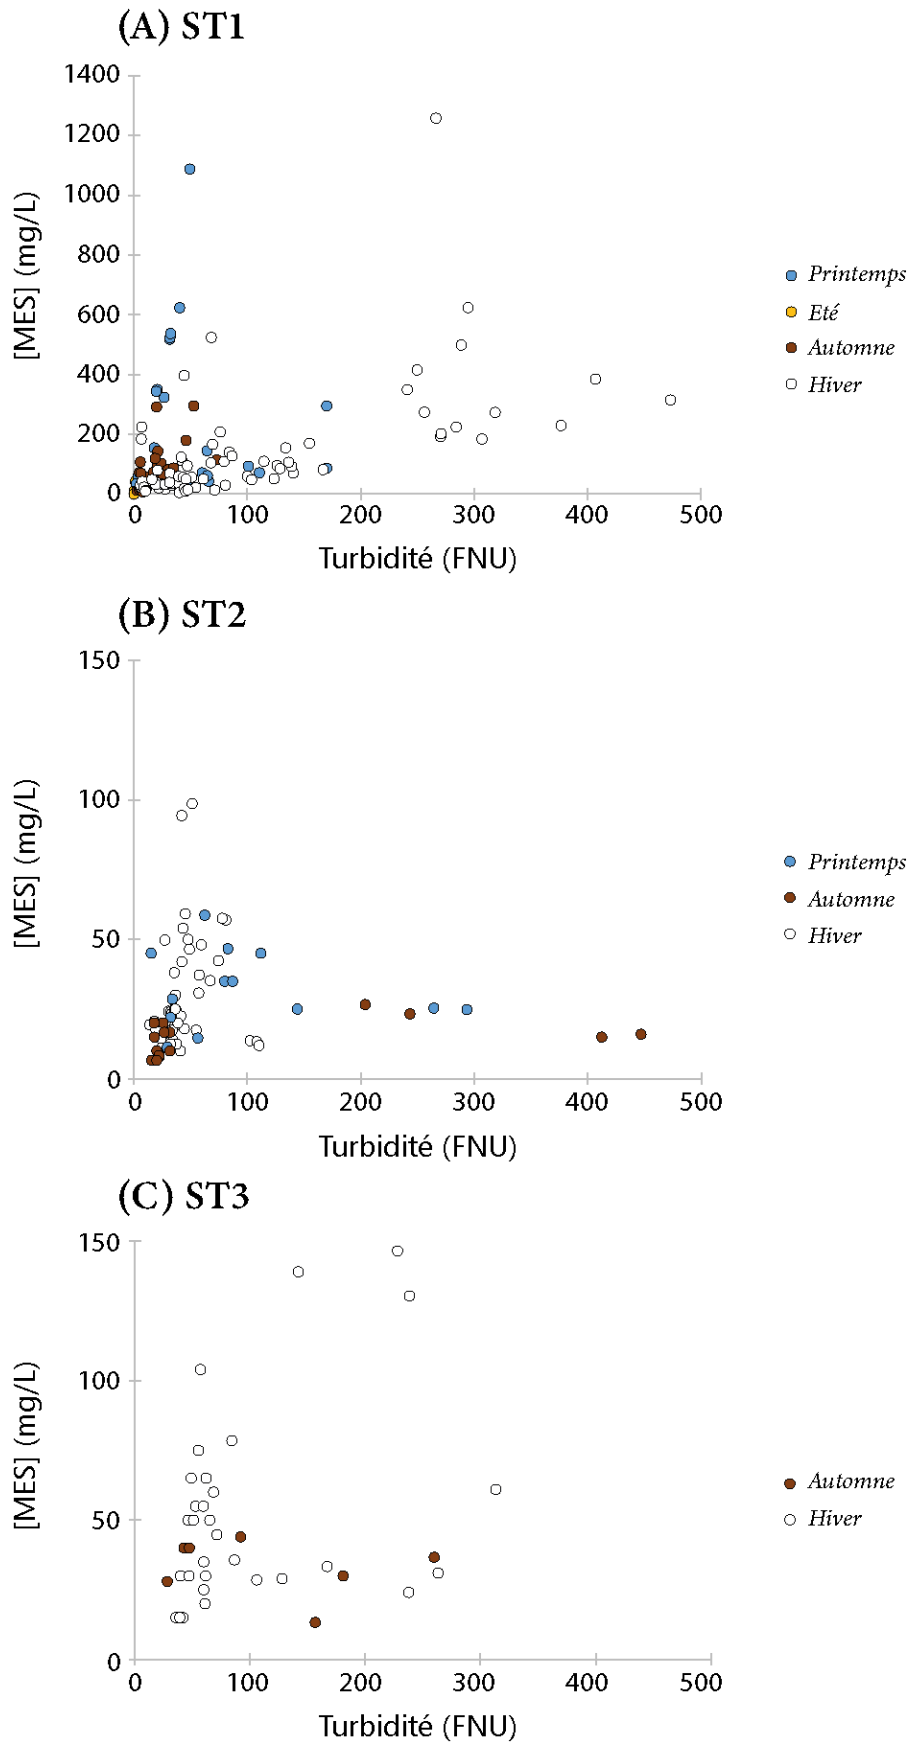 (A) ST1
1400
1200
1000
800
600
400
200
0
0 100 200 300 400 500
[MES] (mg/L)
Turbidité (FNU)
Printemps
Eté
Automne
Hiver
(B) ST2
150
100
50
0
0 100 200 300 400 500
[MES] (mg/L)
Turbidité (FNU)
Printemps
Automne
Hiver
(C) ST3
150
100
50
0
0 100 200 300 400 500
[MES] (mg/L)
Turbidité (FNU)
Automne
Hiver